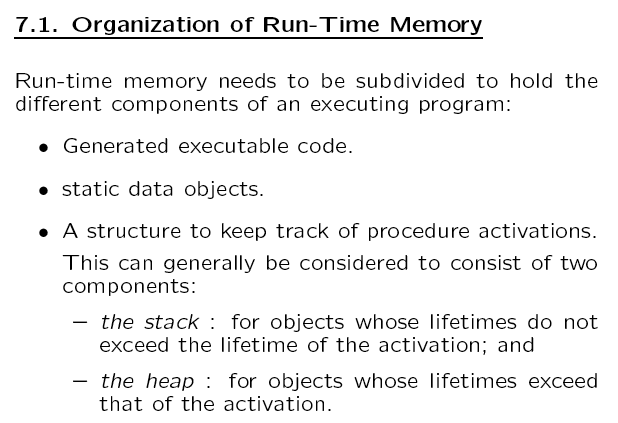 7.1. Organization of Run-Time Memory
Run-time memory needs to be subdivided to hold the
different components of an executing program:
• Generated executable code.
• static data objects.
• A structure to keep track of procedure activations.
This can generally be considered to consist of two
components:
– the stack : for objects whose lifetimes do not
exceed the lifetime of the activation; and
– the heap : for objects whose lifetimes exceed
that of the activation.